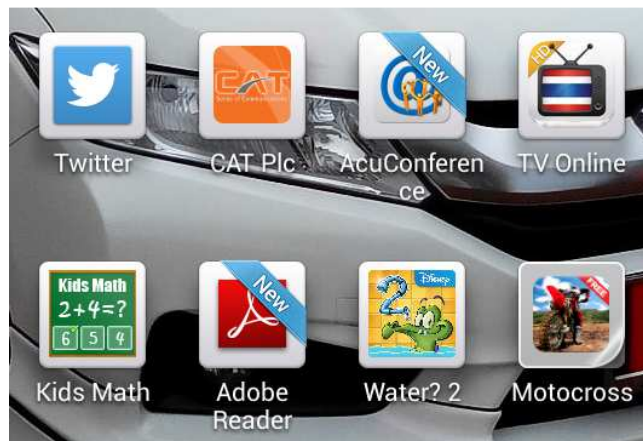 New
HD
CAT
Twitter
CAT Plc
AcuConferen
ce
TV Online
Kids Math
2+4=?
6 5 4
New
Disney
2
FREE
Kids Math
Adobe
Reader
Water? 2
Motocross